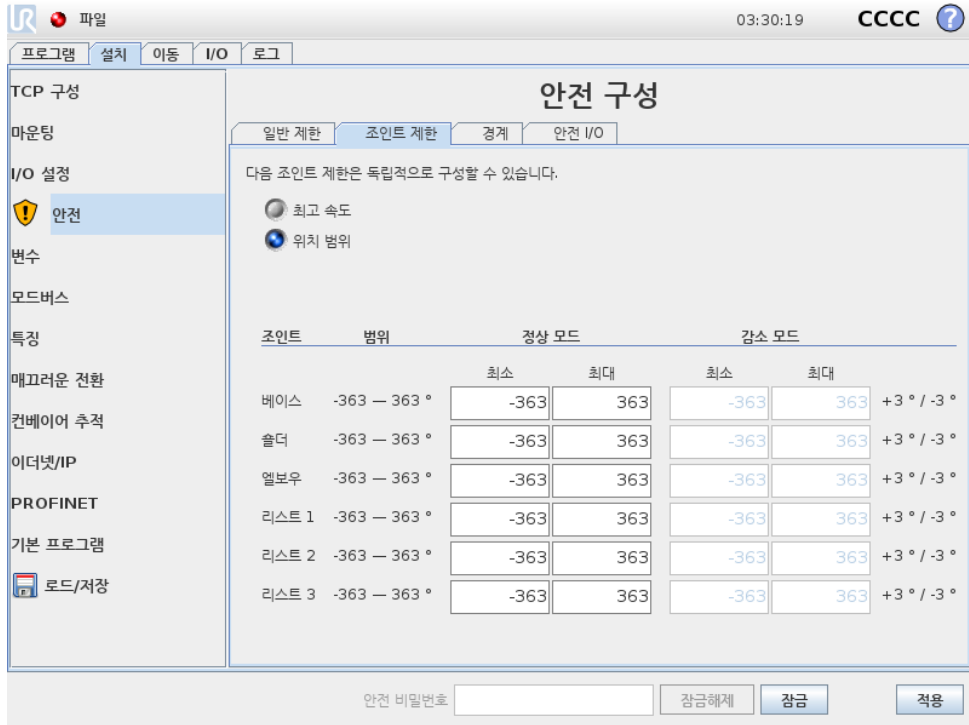 UR 파일 03:30:19 CCCC ?
프로그램 설치 이동 I/O 로그
TCP 구성
마운팅
I/O 설정
안전
변수
모드버스
특징
매끄러운 전환
컨베이어 추적
이더넷/IP
PROFINET
기본 프로그램
로드/저장
안전 구성
일반 제한 조인트 제한 경계 안전 I/O
다음 조인트 제한은 독립적으로 구성할 수 있습니다.
최고 속도
위치 범위
조인트 범위 정상 모드 감소 모드
최소 최대 최소 최대
베이스 -363 — 363 ° -363 363 -363 363 +3 ° / -3 °
숄더 -363 — 363 ° -363 363 -363 363 +3 ° / -3 °
엘보우 -363 — 363 ° -363 363 -363 363 +3 ° / -3 °
리스트 1 -363 — 363 ° -363 363 -363 363 +3 ° / -3 °
리스트 2 -363 — 363 ° -363 363 -363 363 +3 ° / -3 °
리스트 3 -363 — 363 ° -363 363 -363 363 +3 ° / -3 °
안전 비밀번호 잠금해제 잠금 적용